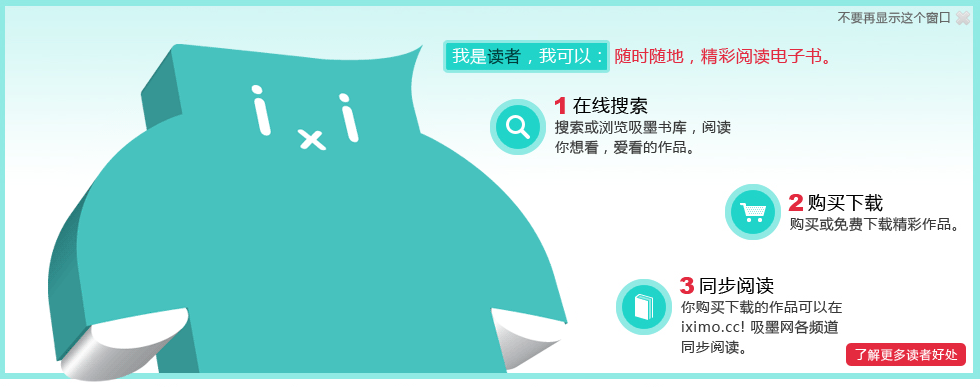 不要再显示这个窗口
我是读者，我可以：随时随地，精彩阅读电子书。
ixi
1 在线搜索
搜索或浏览吸墨书库，阅读
你想看，爱看的作品。
2 购买下载
购买或免费下载精彩作品。
3 同步阅读
你购买下载的作品可以在
iximo.cc! 吸墨网各频道
同步阅读。
了解更多读者好处